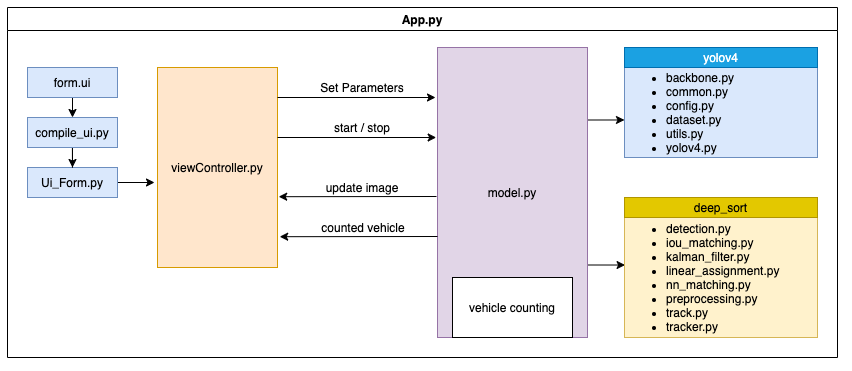 App.py
form.ui
compile_ui.py
Ui_Form.py
viewController.py
Set Parameters
start / stop
update image
counted vehicle
model.py
vehicle counting
yolov4
• backbone.py
• common.py
• config.py
• dataset.py
• utils.py
• yolov4.py
deep_sort
• detection.py
• iou_matching.py
• kalman_filter.py
• linear_assignment.py
• nn_matching.py
• preprocessing.py
• track.py
• tracker.py